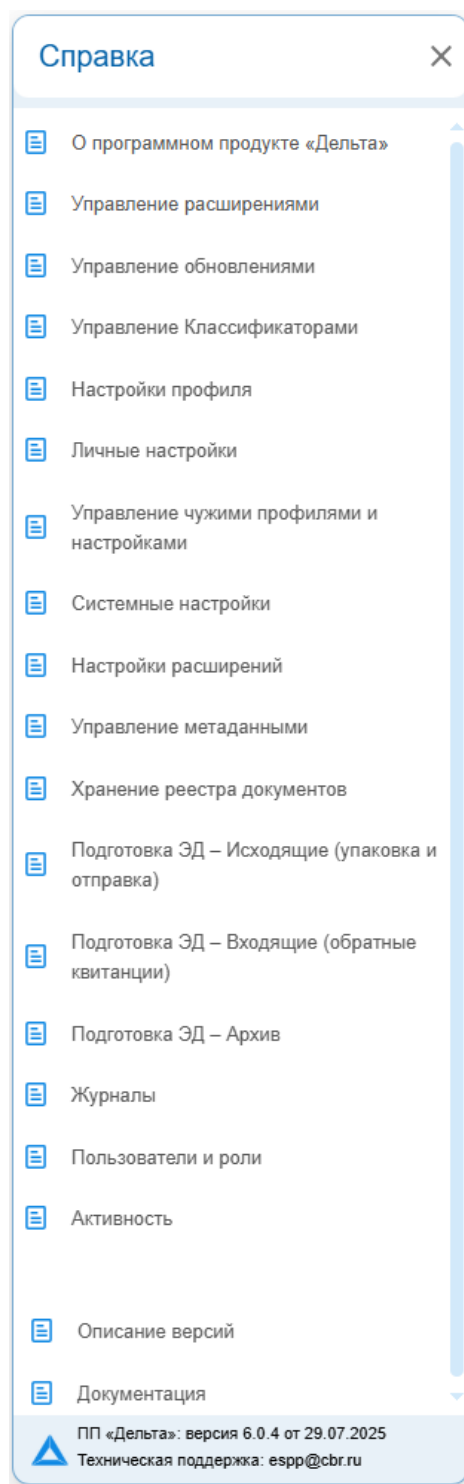 Справка
О программном продукте «Дельта»
Управление расширениями
Управление обновлениями
Управление Классификаторами
Настройки профиля
Личные настройки
Управление чужими профилями и
настройками
Системные настройки
Настройки расширений
Управление метаданными
Хранение реестра документов
Подготовка ЭД – Исходящие (упаковка и
отправка)
Подготовка ЭД – Входящие (обратные
квитанции)
Подготовка ЭД – Архив
Журналы
Пользователи и роли
Активность
Описание версий
Документация
ПП «Дельта»: версия 6.0.4 от 29.07.2025
Техническая поддержка: espp@cbr.ru